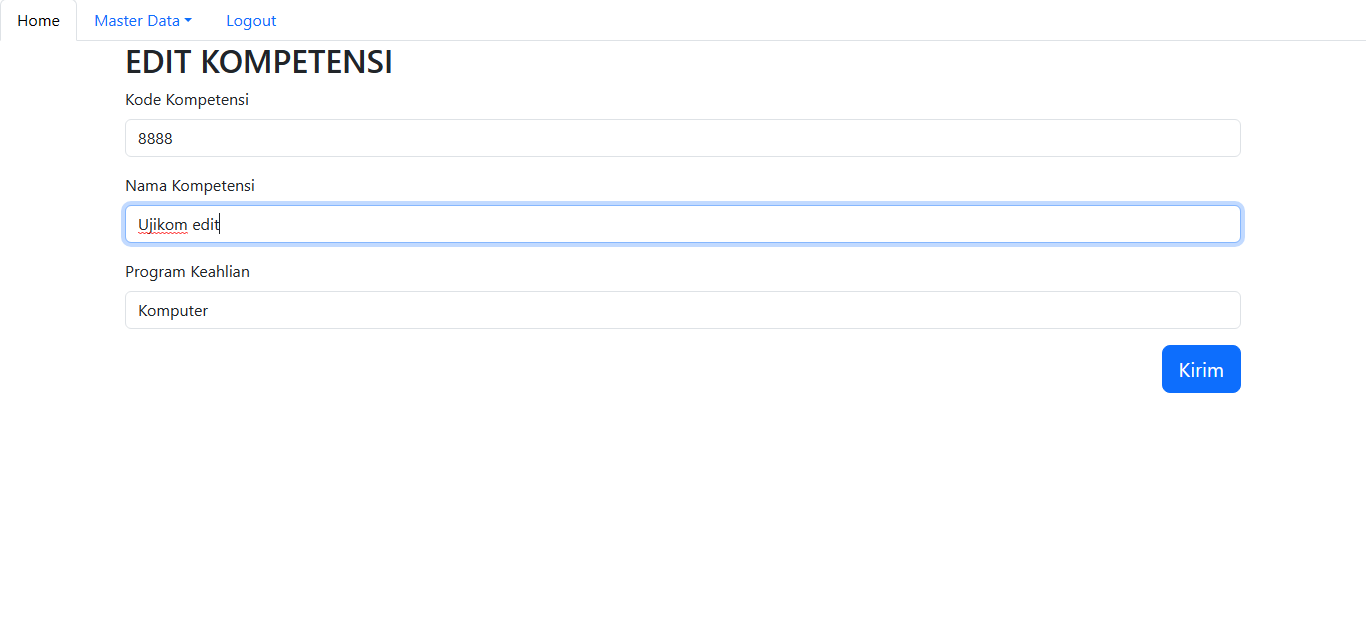 Home Master Data Logout
EDIT KOMPETENSI
Kode Kompetensi
8888
Nama Kompetensi
Ujikom edit
Program Keahlian
Komputer
Kirim